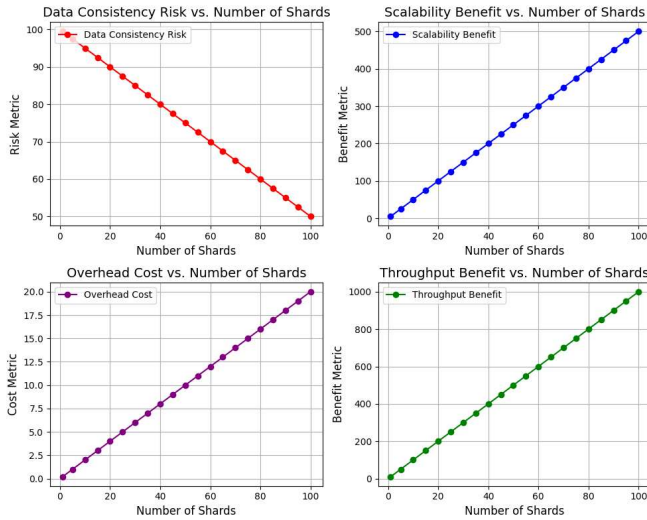 Data Consistency Risk vs. Number of Shards
100
90
80
70
60
50
Risk Metric
Data Consistency Risk
0 20 40 60 80 100
Number of Shards
Scalability Benefit vs. Number of Shards
500
400
300
200
100
0
Benefit Metric
Scalability Benefit
0 20 40 60 80 100
Number of Shards
Overhead Cost vs. Number of Shards
20.0
17.5
15.0
12.5
10.0
7.5
5.0
2.5
0.0
Cost Metric
Overhead Cost
0 20 40 60 80 100
Number of Shards
Throughput Benefit vs. Number of Shards
1000
800
600
400
200
0
Benefit Metric
Throughput Benefit
0 20 40 60 80 100
Number of Shards